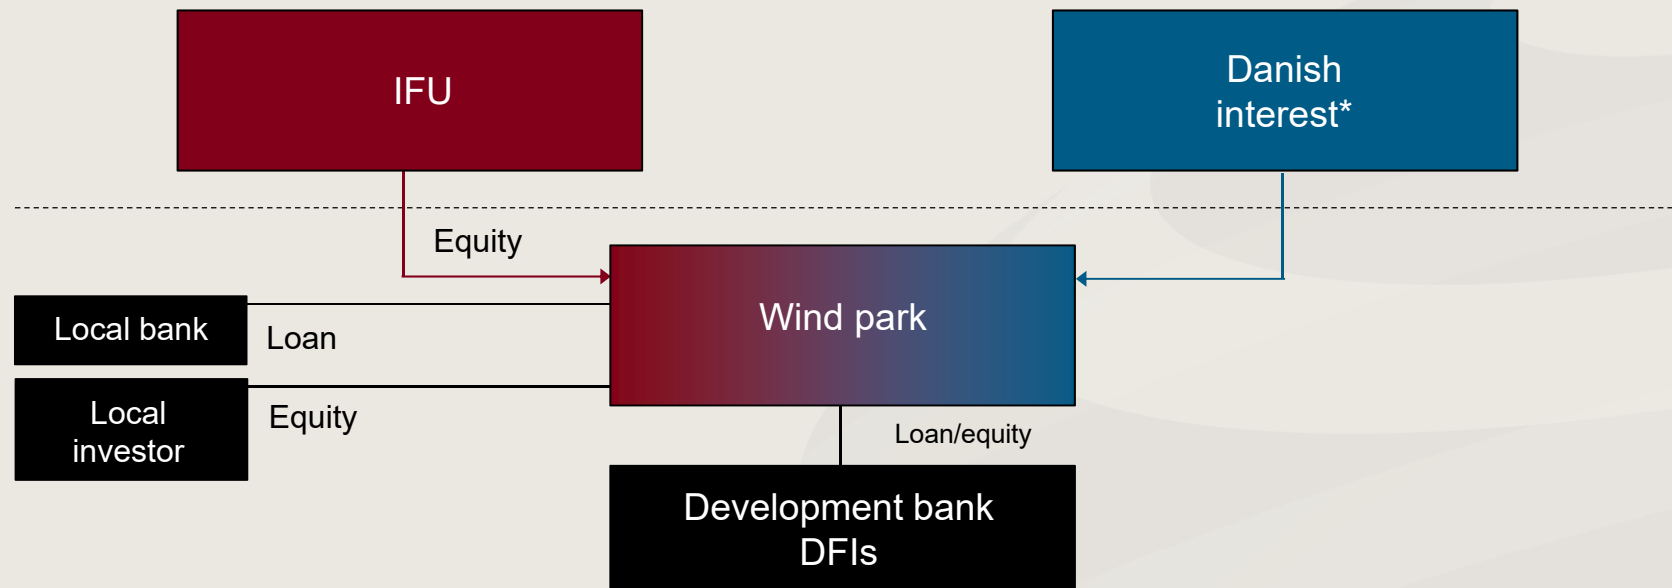 IFU
Danish
interest*
Equity
Wind park
Local bank
Loan
Local
investor
Equity
Loan/equity
Development bank
DFIs